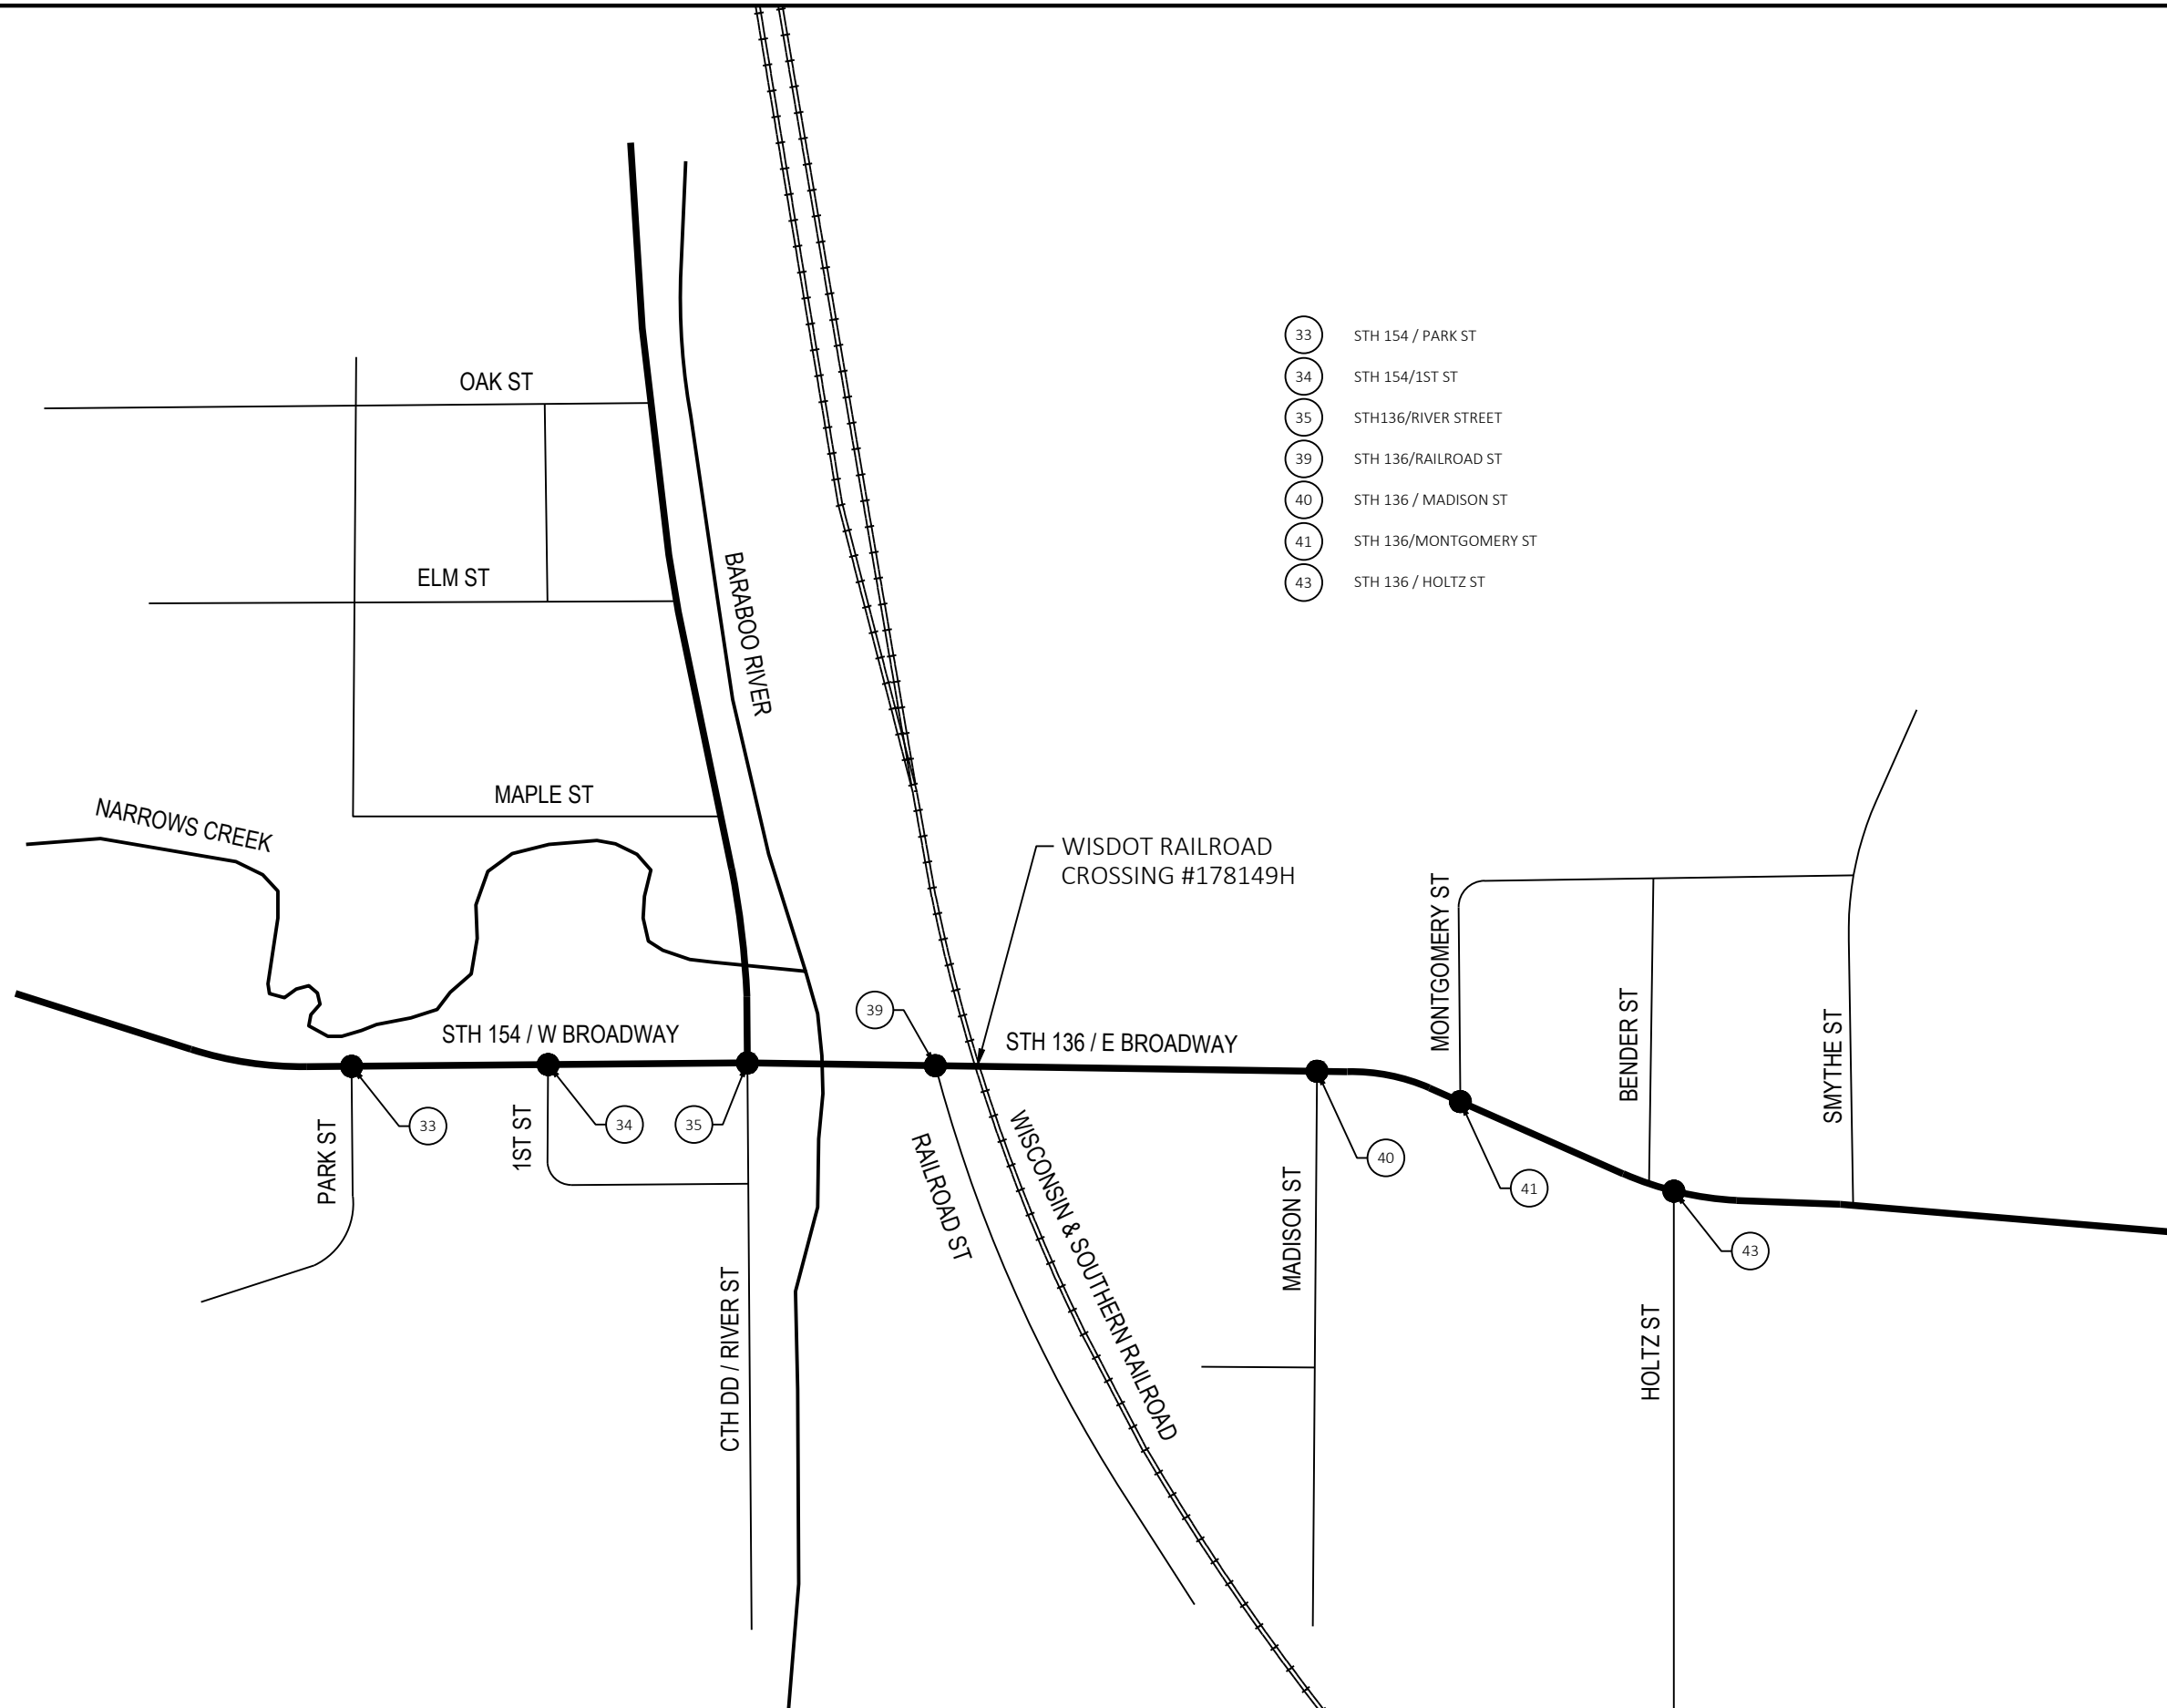 33 STH 154 / PARK ST
OAK ST
34 STH 154/1ST ST
35 STH136/RIVER STREET
39 STH 136/RAILROAD ST
40 STH 136 / MADISON ST
41 STH 136/MONTGOMERY ST
ELM ST
43 STH 136 / HOLTZ ST
BARABOO RIVER
MAPLE ST
NARROWS CREEK
WISDOT RAILROAD
CROSSING #178149H
MONTGOMERY ST
39
STH 154 / W BROADWAY
STH 136 / E BROADWAY
BENDER ST
SMYTHE ST
33
34
35
1ST ST
PARK ST
RAILROAD ST
WISCONSIN & SOUTHERN RAILROAD
40
41
MADISON ST
43
CTH DD / RIVER ST
HOLTZ ST